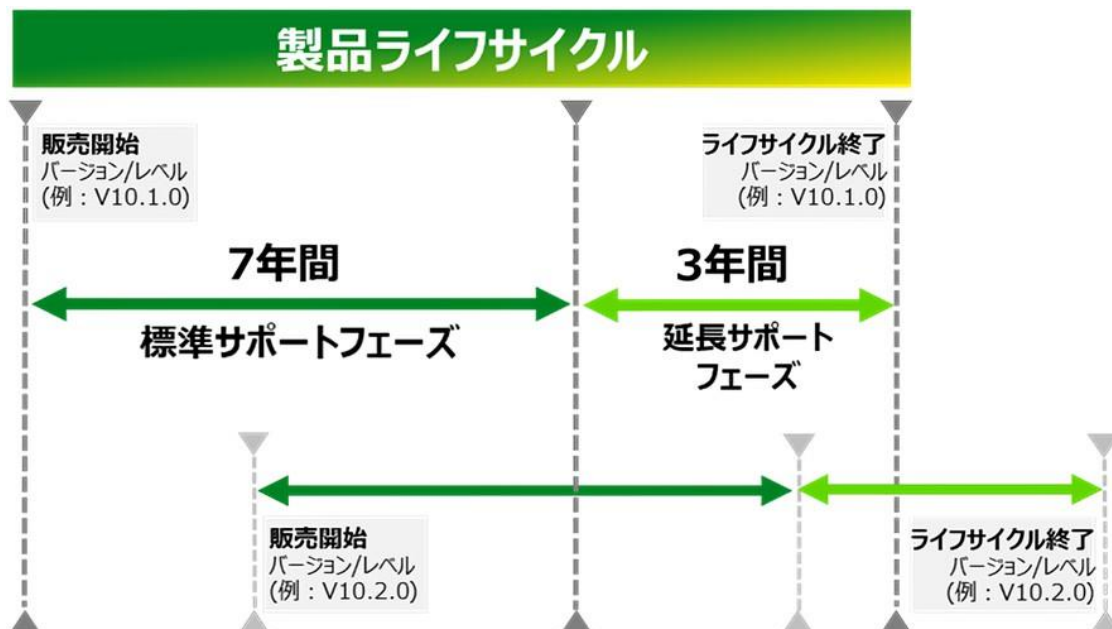 製品ライフサイクル
販売開始
バージョン/レベル
(例：V10.1.0)
ライフサイクル終了
バージョン/レベル
(例：V10.1.0)
7年間
3年間
標準サポートフェーズ
延長サポート
フェーズ
販売開始
バージョン/レベル
(例：V10.2.0)
ライフサイクル終了
バージョン/レベル
(例：V10.2.0)